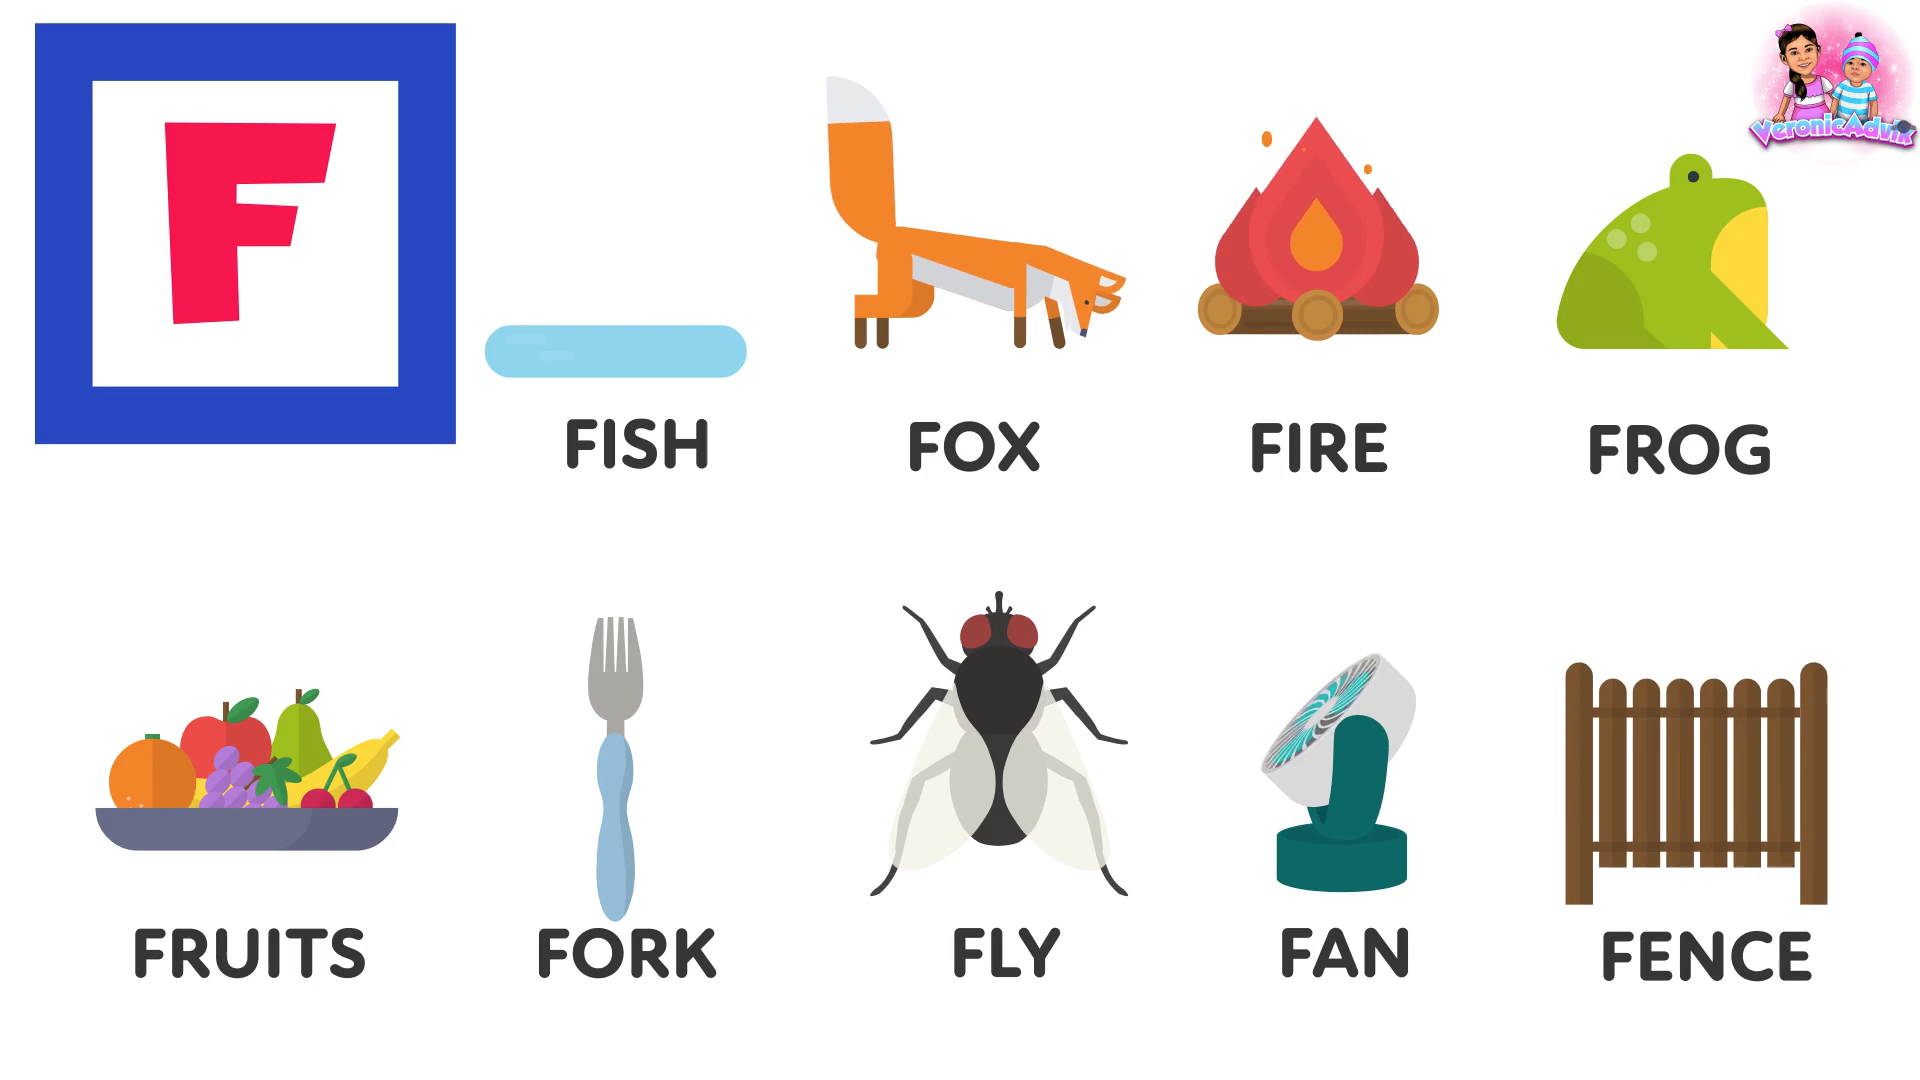 F
VeronicAdvik
FISH
FOX
FIRE
FROG
FRUITS
FORK
FLY
FAN
FENCE